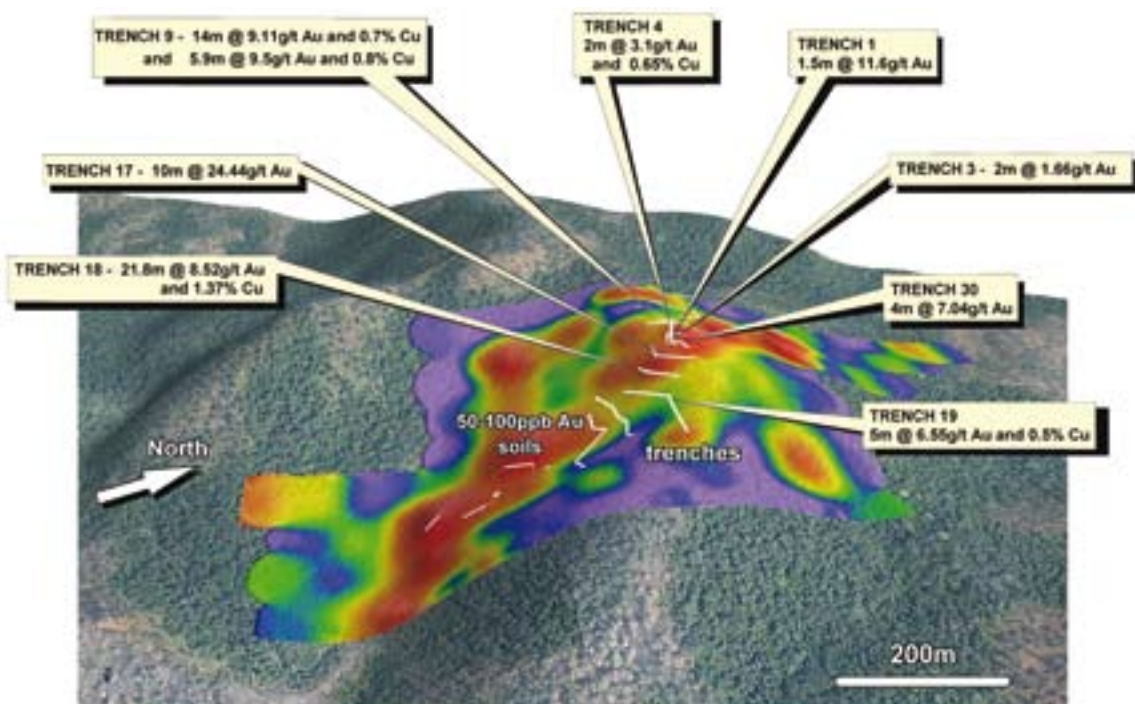 TRENCH 9 - 14m @ 9.11g/t Au and 0.7% Cu
and 5.9m @ 9.5g/t Au and 0.8% Cu
TRENCH 4
2m @ 3.1g/t Au
and 0.65% Cu
TRENCH 1
1.5m @ 11.6g/t Au
TRENCH 17 - 10m @ 24.44g/t Au
TRENCH 3 - 2m @ 1.66g/t Au
TRENCH 18 - 21.8m @ 8.52g/t Au
and 1.37% Cu
TRENCH 30
4m @ 7.04g/t Au
TRENCH 19
5m @ 6.55g/t Au and 0.5% Cu
50-100ppb Au
soils
trenches
North
200m